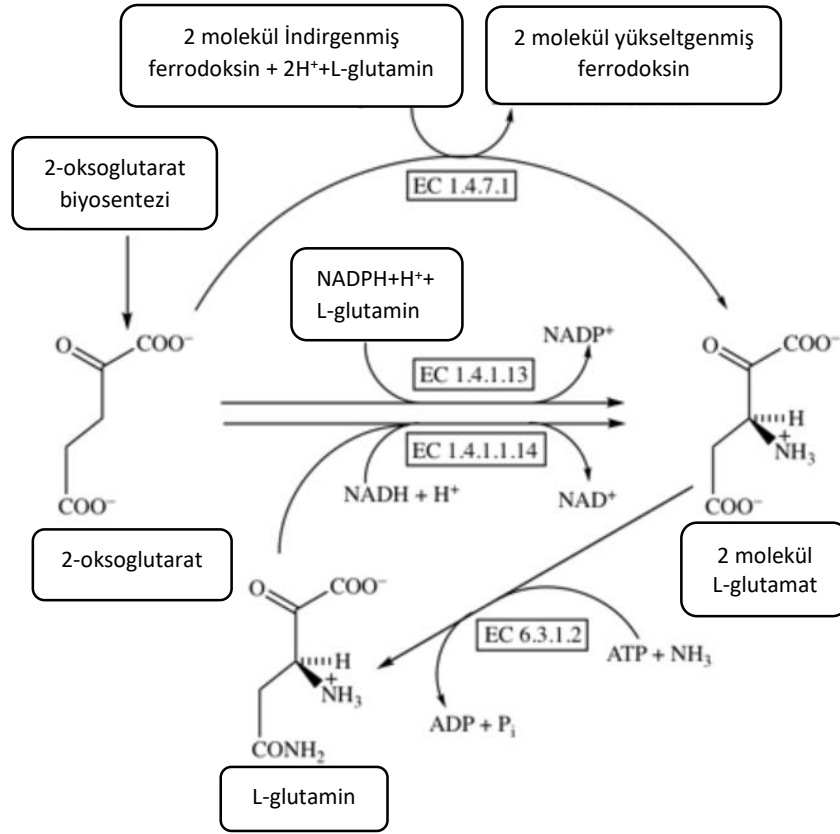 2 molekül İndirgenmiş
ferrodoksin + 2H⁺+L-glutamin
2 molekül yükseltgenmiş
ferrodoksin
EC 1.4.7.1
2-oksoglutarat
biyosentezi
NADPH+H⁺+
L-glutamin
NADP⁺
EC 1.4.1.13
EC 1.4.1.1.14
NADH + H⁺
NAD⁺
O
COO⁻
COO⁻
2-oksoglutarat
O
COO⁻
H
+
NH₃
COO⁻
2 molekül
L-glutamat
EC 6.3.1.2
ATP + NH₃
ADP + Pᵢ
O
COO⁻
H
+
NH₃
CONH₂
L-glutamin